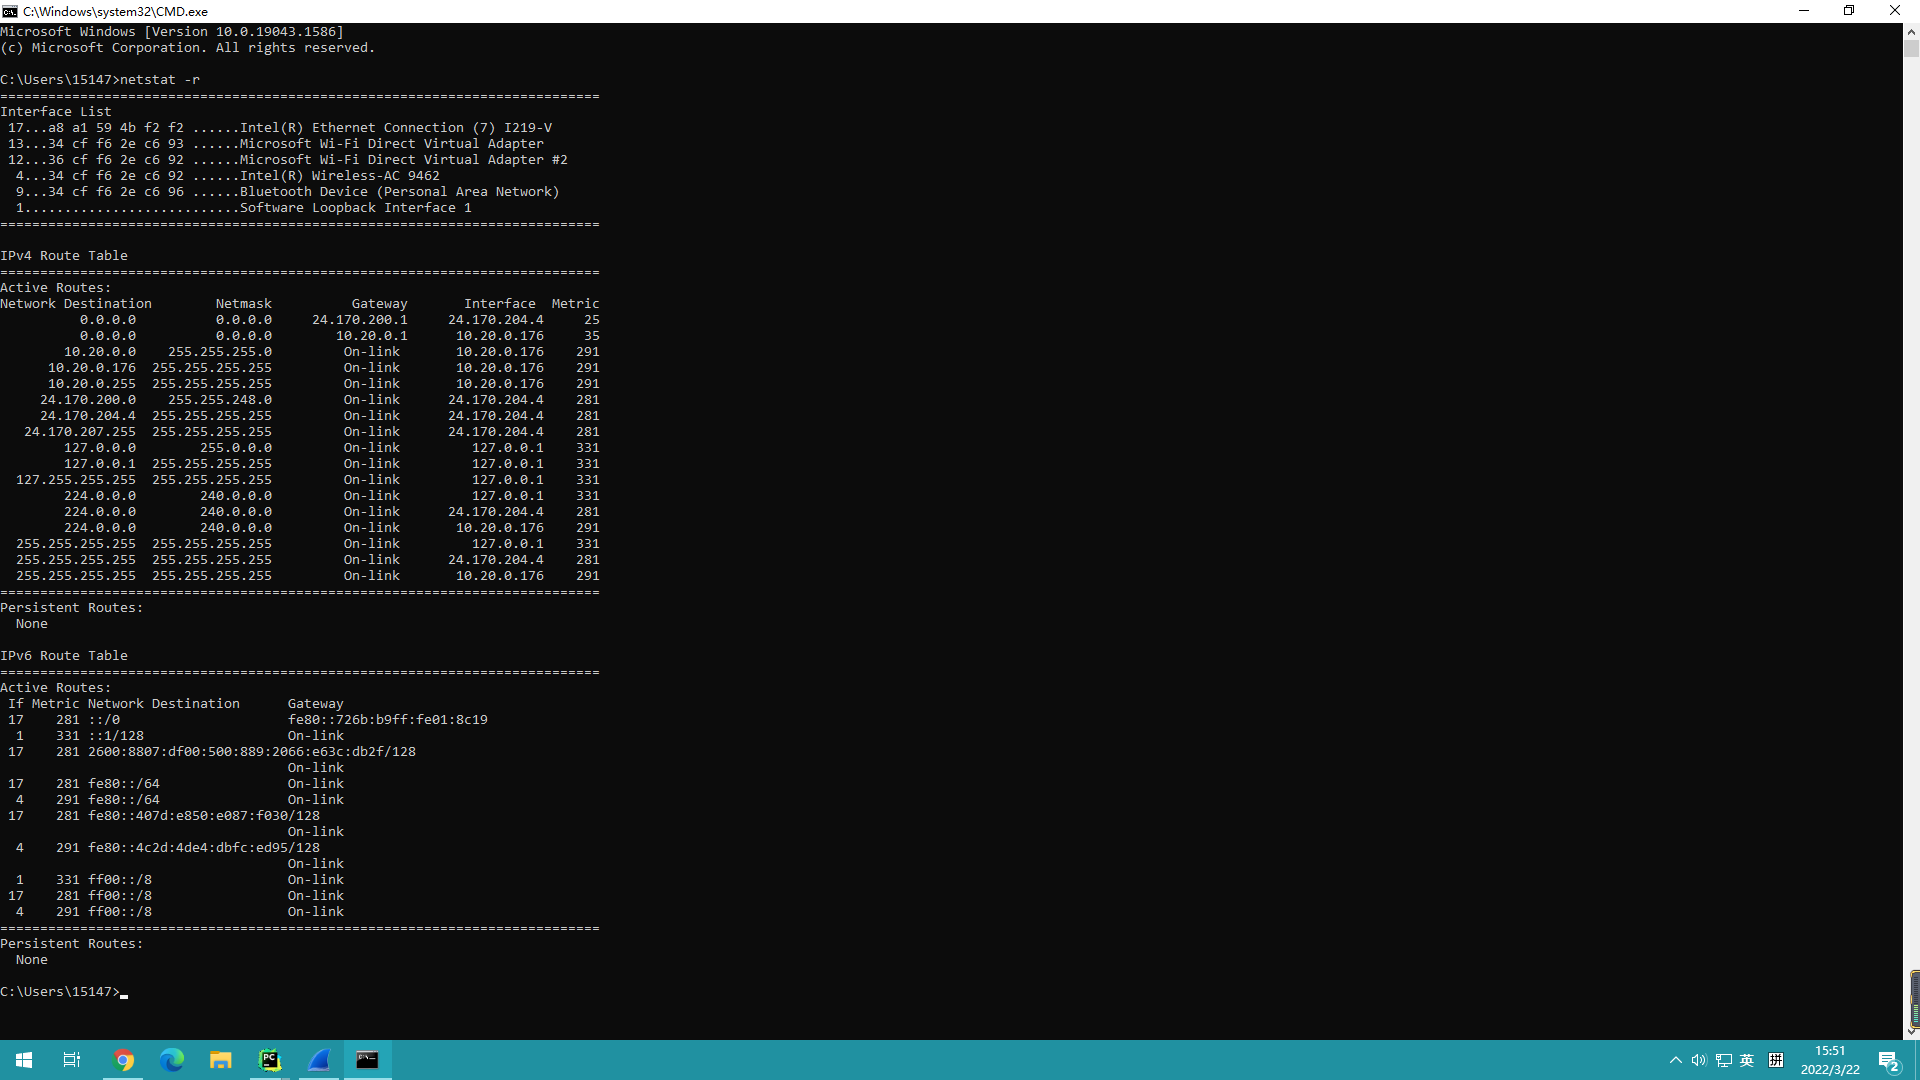 C:\Windows\system32\CMD.exe
Microsoft Windows [Version 10.0.19043.1586]
(c) Microsoft Corporation. All rights reserved.
C:\Users\15147>netstat -r
===========================================================================
Interface List
 17...a8 a1 59 4b f2 f2 ......Intel(R) Ethernet Connection (7) I219-V
 13...34 cf f6 2e c6 93 ......Microsoft Wi-Fi Direct Virtual Adapter
 12...36 cf f6 2e c6 92 ......Microsoft Wi-Fi Direct Virtual Adapter #2
  4...34 cf f6 2e c6 92 ......Intel(R) Wireless-AC 9462
  9...34 cf f6 2e c6 96 ......Bluetooth Device (Personal Area Network)
  1...........................Software Loopback Interface 1
===========================================================================
IPv4 Route Table
===========================================================================
Active Routes:
Network Destination        Netmask          Gateway       Interface  Metric
          0.0.0.0          0.0.0.0     24.170.200.1     24.170.204.4     25
          0.0.0.0          0.0.0.0        10.20.0.1      10.20.0.176     35
        10.20.0.0    255.255.255.0         On-link       10.20.0.176    291
      10.20.0.176  255.255.255.255         On-link       10.20.0.176    291
      10.20.0.255  255.255.255.255         On-link       10.20.0.176    291
     24.170.200.0    255.255.248.0         On-link      24.170.204.4    281
     24.170.204.4  255.255.255.255         On-link      24.170.204.4    281
   24.170.207.255  255.255.255.255         On-link      24.170.204.4    281
        127.0.0.0        255.0.0.0         On-link         127.0.0.1    331
        127.0.0.1  255.255.255.255         On-link         127.0.0.1    331
  127.255.255.255  255.255.255.255         On-link         127.0.0.1    331
        224.0.0.0        240.0.0.0         On-link         127.0.0.1    331
        224.0.0.0        240.0.0.0         On-link      24.170.204.4    281
        224.0.0.0        240.0.0.0         On-link       10.20.0.176    291
  255.255.255.255  255.255.255.255         On-link         127.0.0.1    331
  255.255.255.255  255.255.255.255         On-link      24.170.204.4    281
  255.255.255.255  255.255.255.255         On-link       10.20.0.176    291
===========================================================================
Persistent Routes:
  None
IPv6 Route Table
===========================================================================
Active Routes:
 If Metric Network Destination      Gateway
 17    281 ::/0                     fe80::726b:b9ff:fe01:8c19
  1    331 ::1/128                  On-link
 17    281 2600:8807:df00:500:889:2066:e63c:db2f/128
                                    On-link
 17    281 fe80::/64                On-link
  4    291 fe80::/64                On-link
 17    281 fe80::407d:e850:e087:f030/128
                                    On-link
  4    291 fe80::4c2d:4de4:dbfc:ed95/128
                                    On-link
  1    331 ff00::/8                 On-link
 17    281 ff00::/8                 On-link
  4    291 ff00::/8                 On-link
===========================================================================
Persistent Routes:
  None
C:\Users\15147>
PC
英 拼
15:51
2022/3/22
2